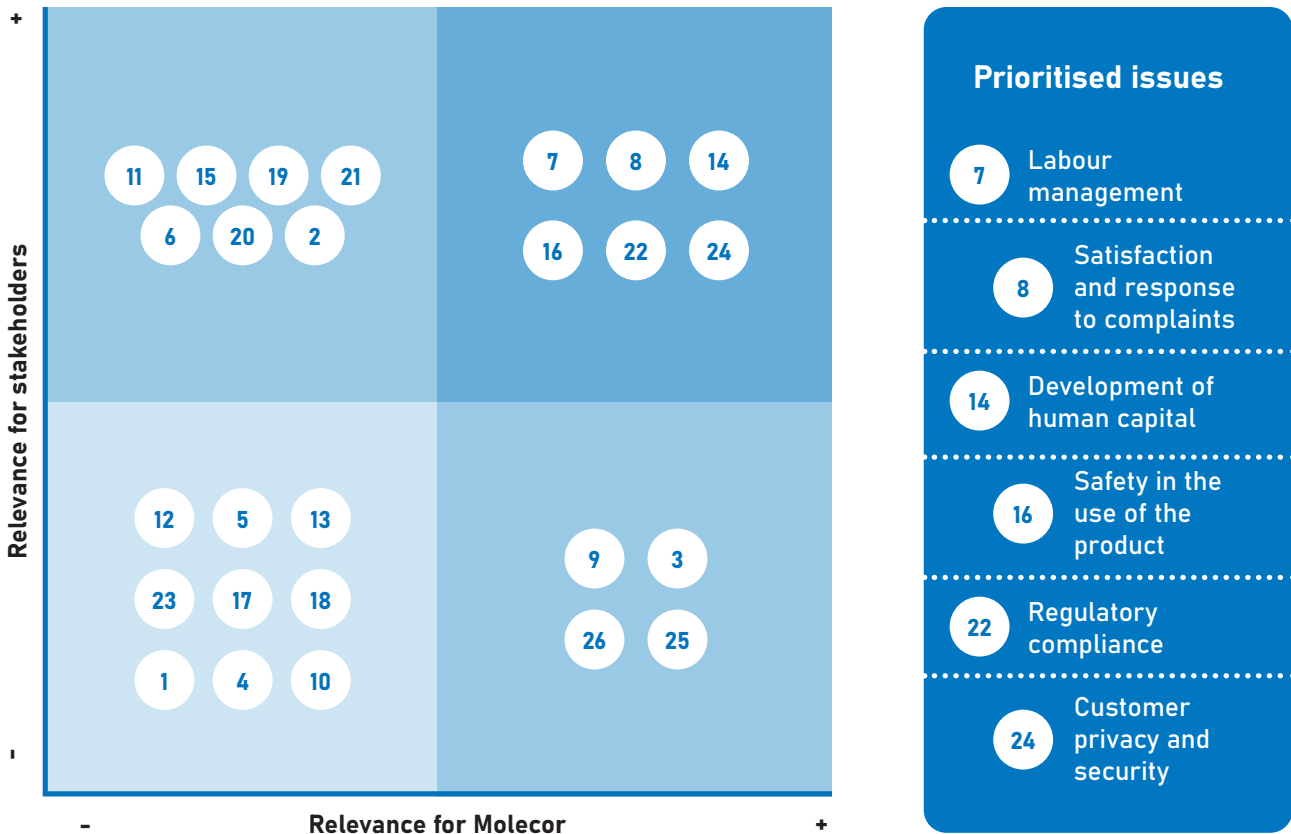 +
Relevance for stakeholders
-
11 15 19 21
6 20 2
7 8 14
16 22 24
12 5 13
23 17 18
1 4 10
9 3
26 25
-
Relevance for Molecor
+
Prioritised issues
7
Labour
management
8
Satisfaction
and response
to complaints
14
Development of
human capital
16
Safety in the
use of the
product
22
Regulatory
compliance
24
Customer
privacy and
security